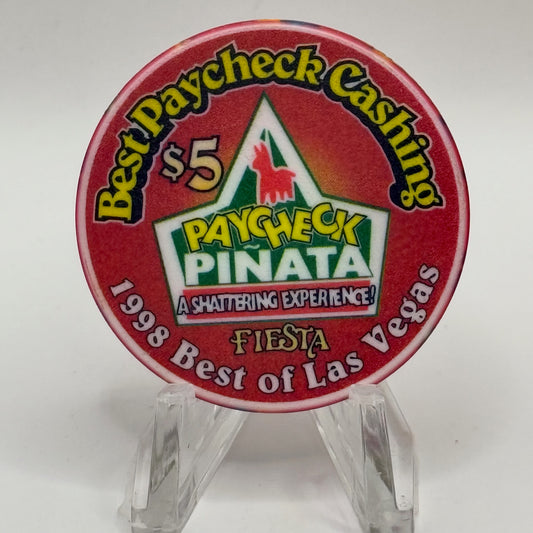 Best Paycheck Cashing
$5
PAYCHECK
PIÑATA
A SHATTERING EXPERIENCE!
FIESTA
1998 Best of Las Vegas